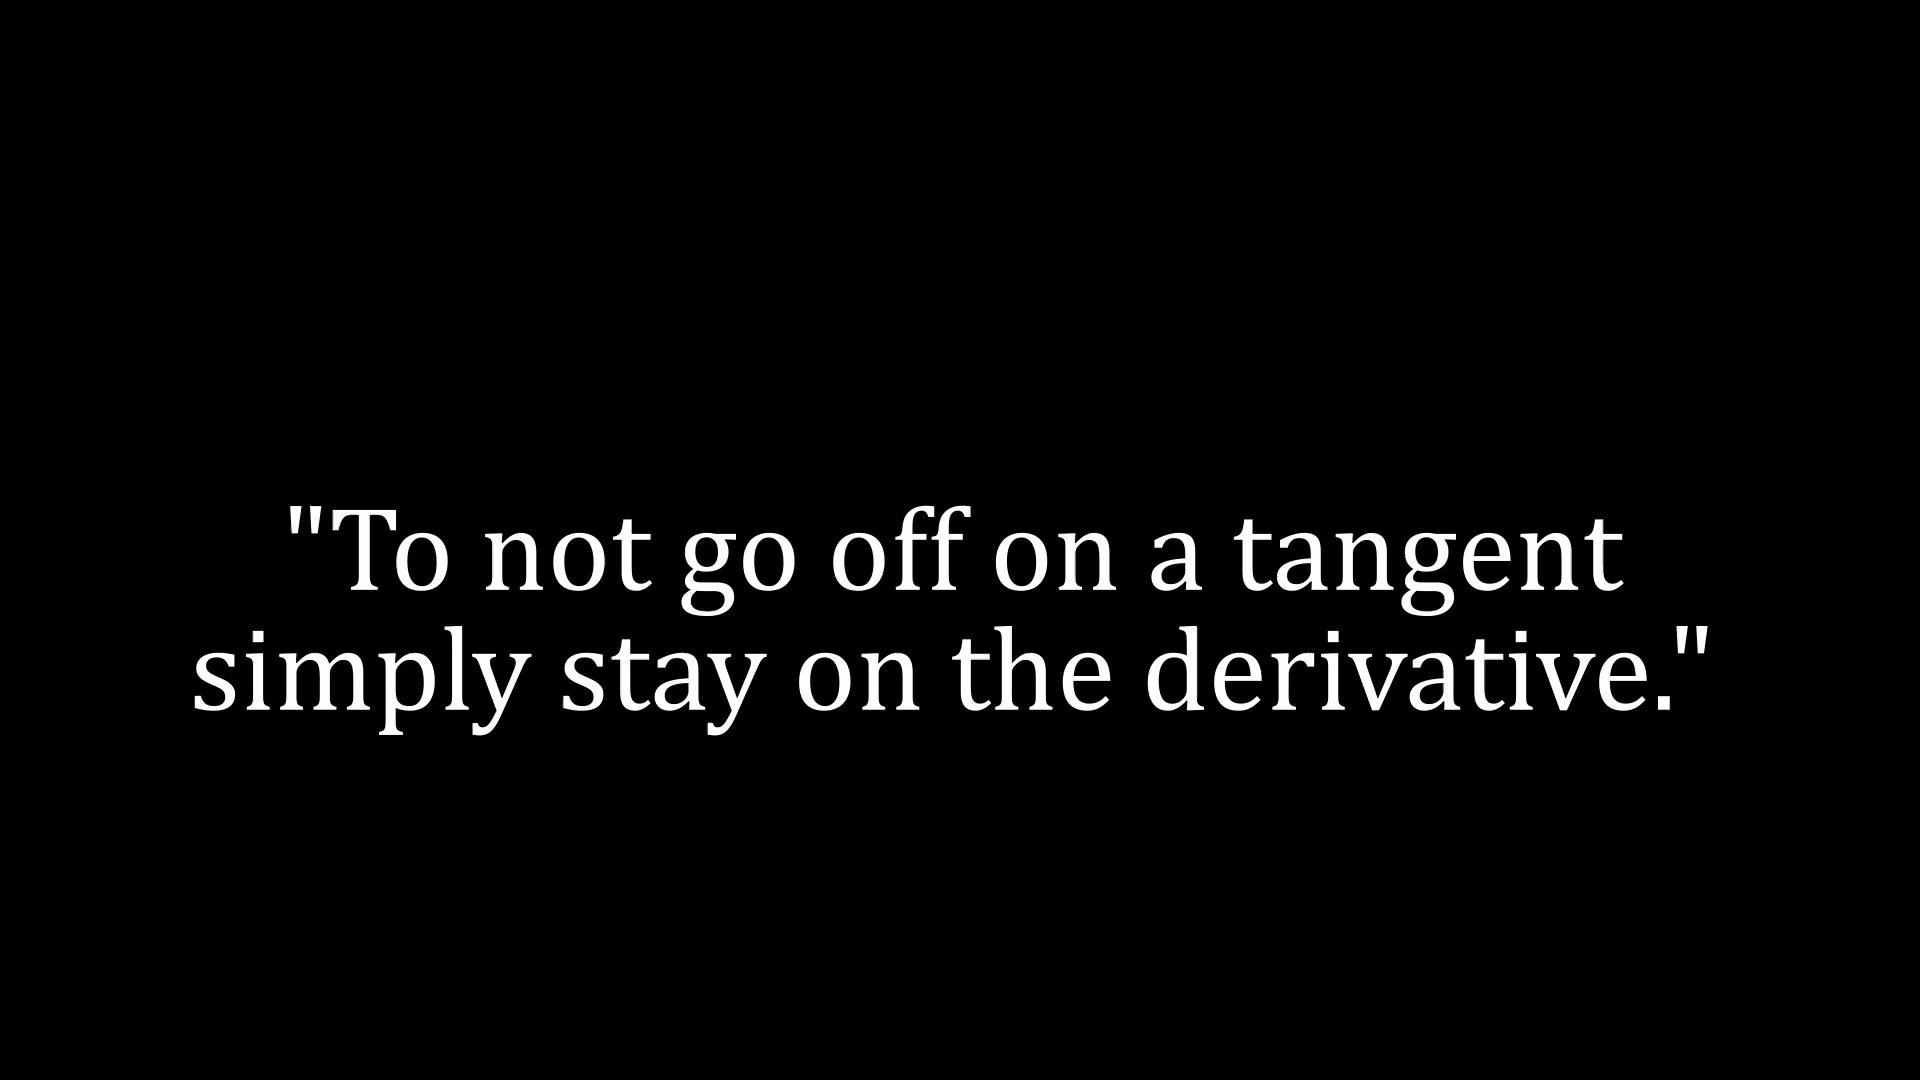 "To not go off on a tangent
simply stay on the derivative."